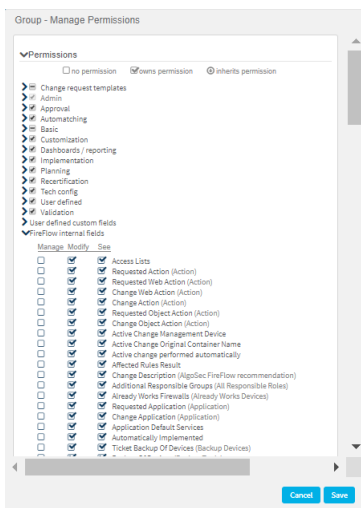 Group - Manage Permissions
Permissions
no permission owns permission inherits permission
Change request templates
Admin
Approval
Automatching
Basic
Customization
Dashboards / reporting
Implementation
Planning
Recertification
Tech config
User defined
Validation
User defined custom fields
FireFlow internal fields
Manage Modify See
Access Lists
Requested Action (Action)
Requested Web Action (Action)
Change Web Action (Action)
Change Action (Action)
Requested Object Action (Action)
Change Object Action (Action)
Active Change Management Device
Active Change Original Container Name
Active change performed automatically
Affected Rules Result
Change Description (AlgoSec FireFlow recommendation)
Additional Responsible Groups (All Responsible Roles)
Already Works Firewalls (Already Works Devices)
Requested Application (Application)
Change Application (Application)
Application Default Services
Automatically Implemented
Ticket Backup Of Devices (Backup Devices)
Cancel Save